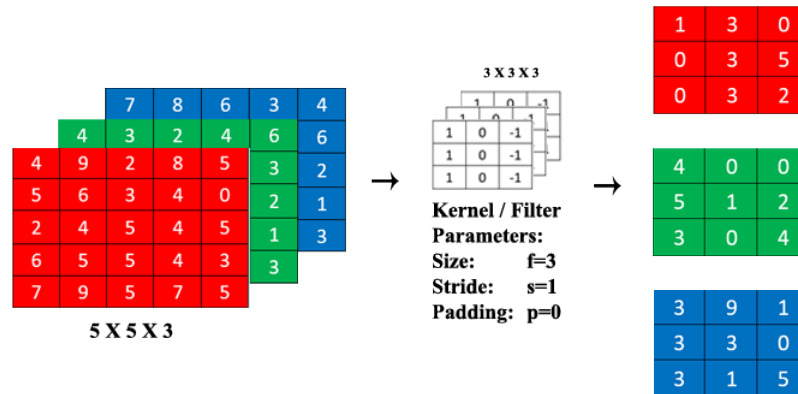 7 8 6 3 4
4 3 2 4 6 6
4 9 2 8 5 3 2
5 6 3 4 0 2 1
2 4 5 4 5 1 3
6 5 5 4 3 3
7 9 5 7 5
5 X 5 X 3
3 X 3 X 3
1 0 -1
1 0 -1
1 0 -1
1 0 -1
1 0 -1
Kernel / Filter
Parameters:
Size: f=3
Stride: s=1
Padding: p=0
1 3 0
0 3 5
0 3 2
4 0 0
5 1 2
3 0 4
3 9 1
3 3 0
3 1 5